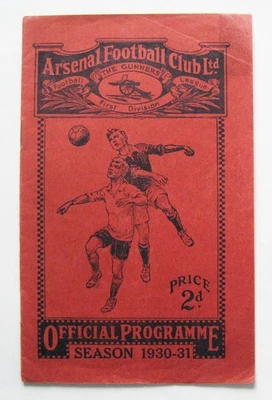 Arsenal Football Club Ltd.
THE GUNNERS
Football League
First Division
PRICE
2d.
OFFICIAL PROGRAMME
SEASON 1930-31